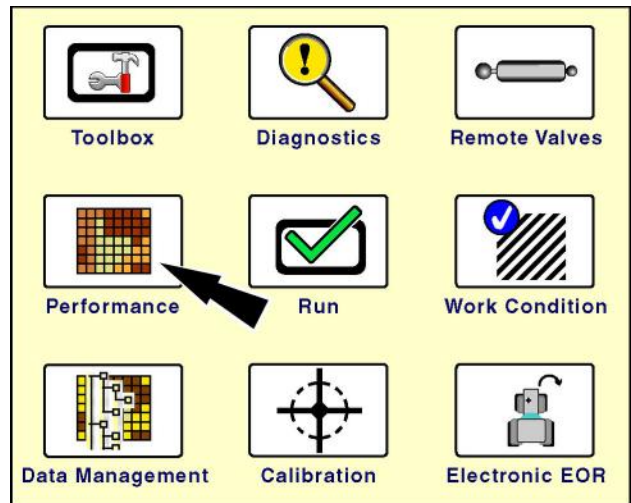 Toolbox
Diagnostics
Remote Valves
Performance
Run
Work Condition
Data Management
Calibration
Electronic EOR